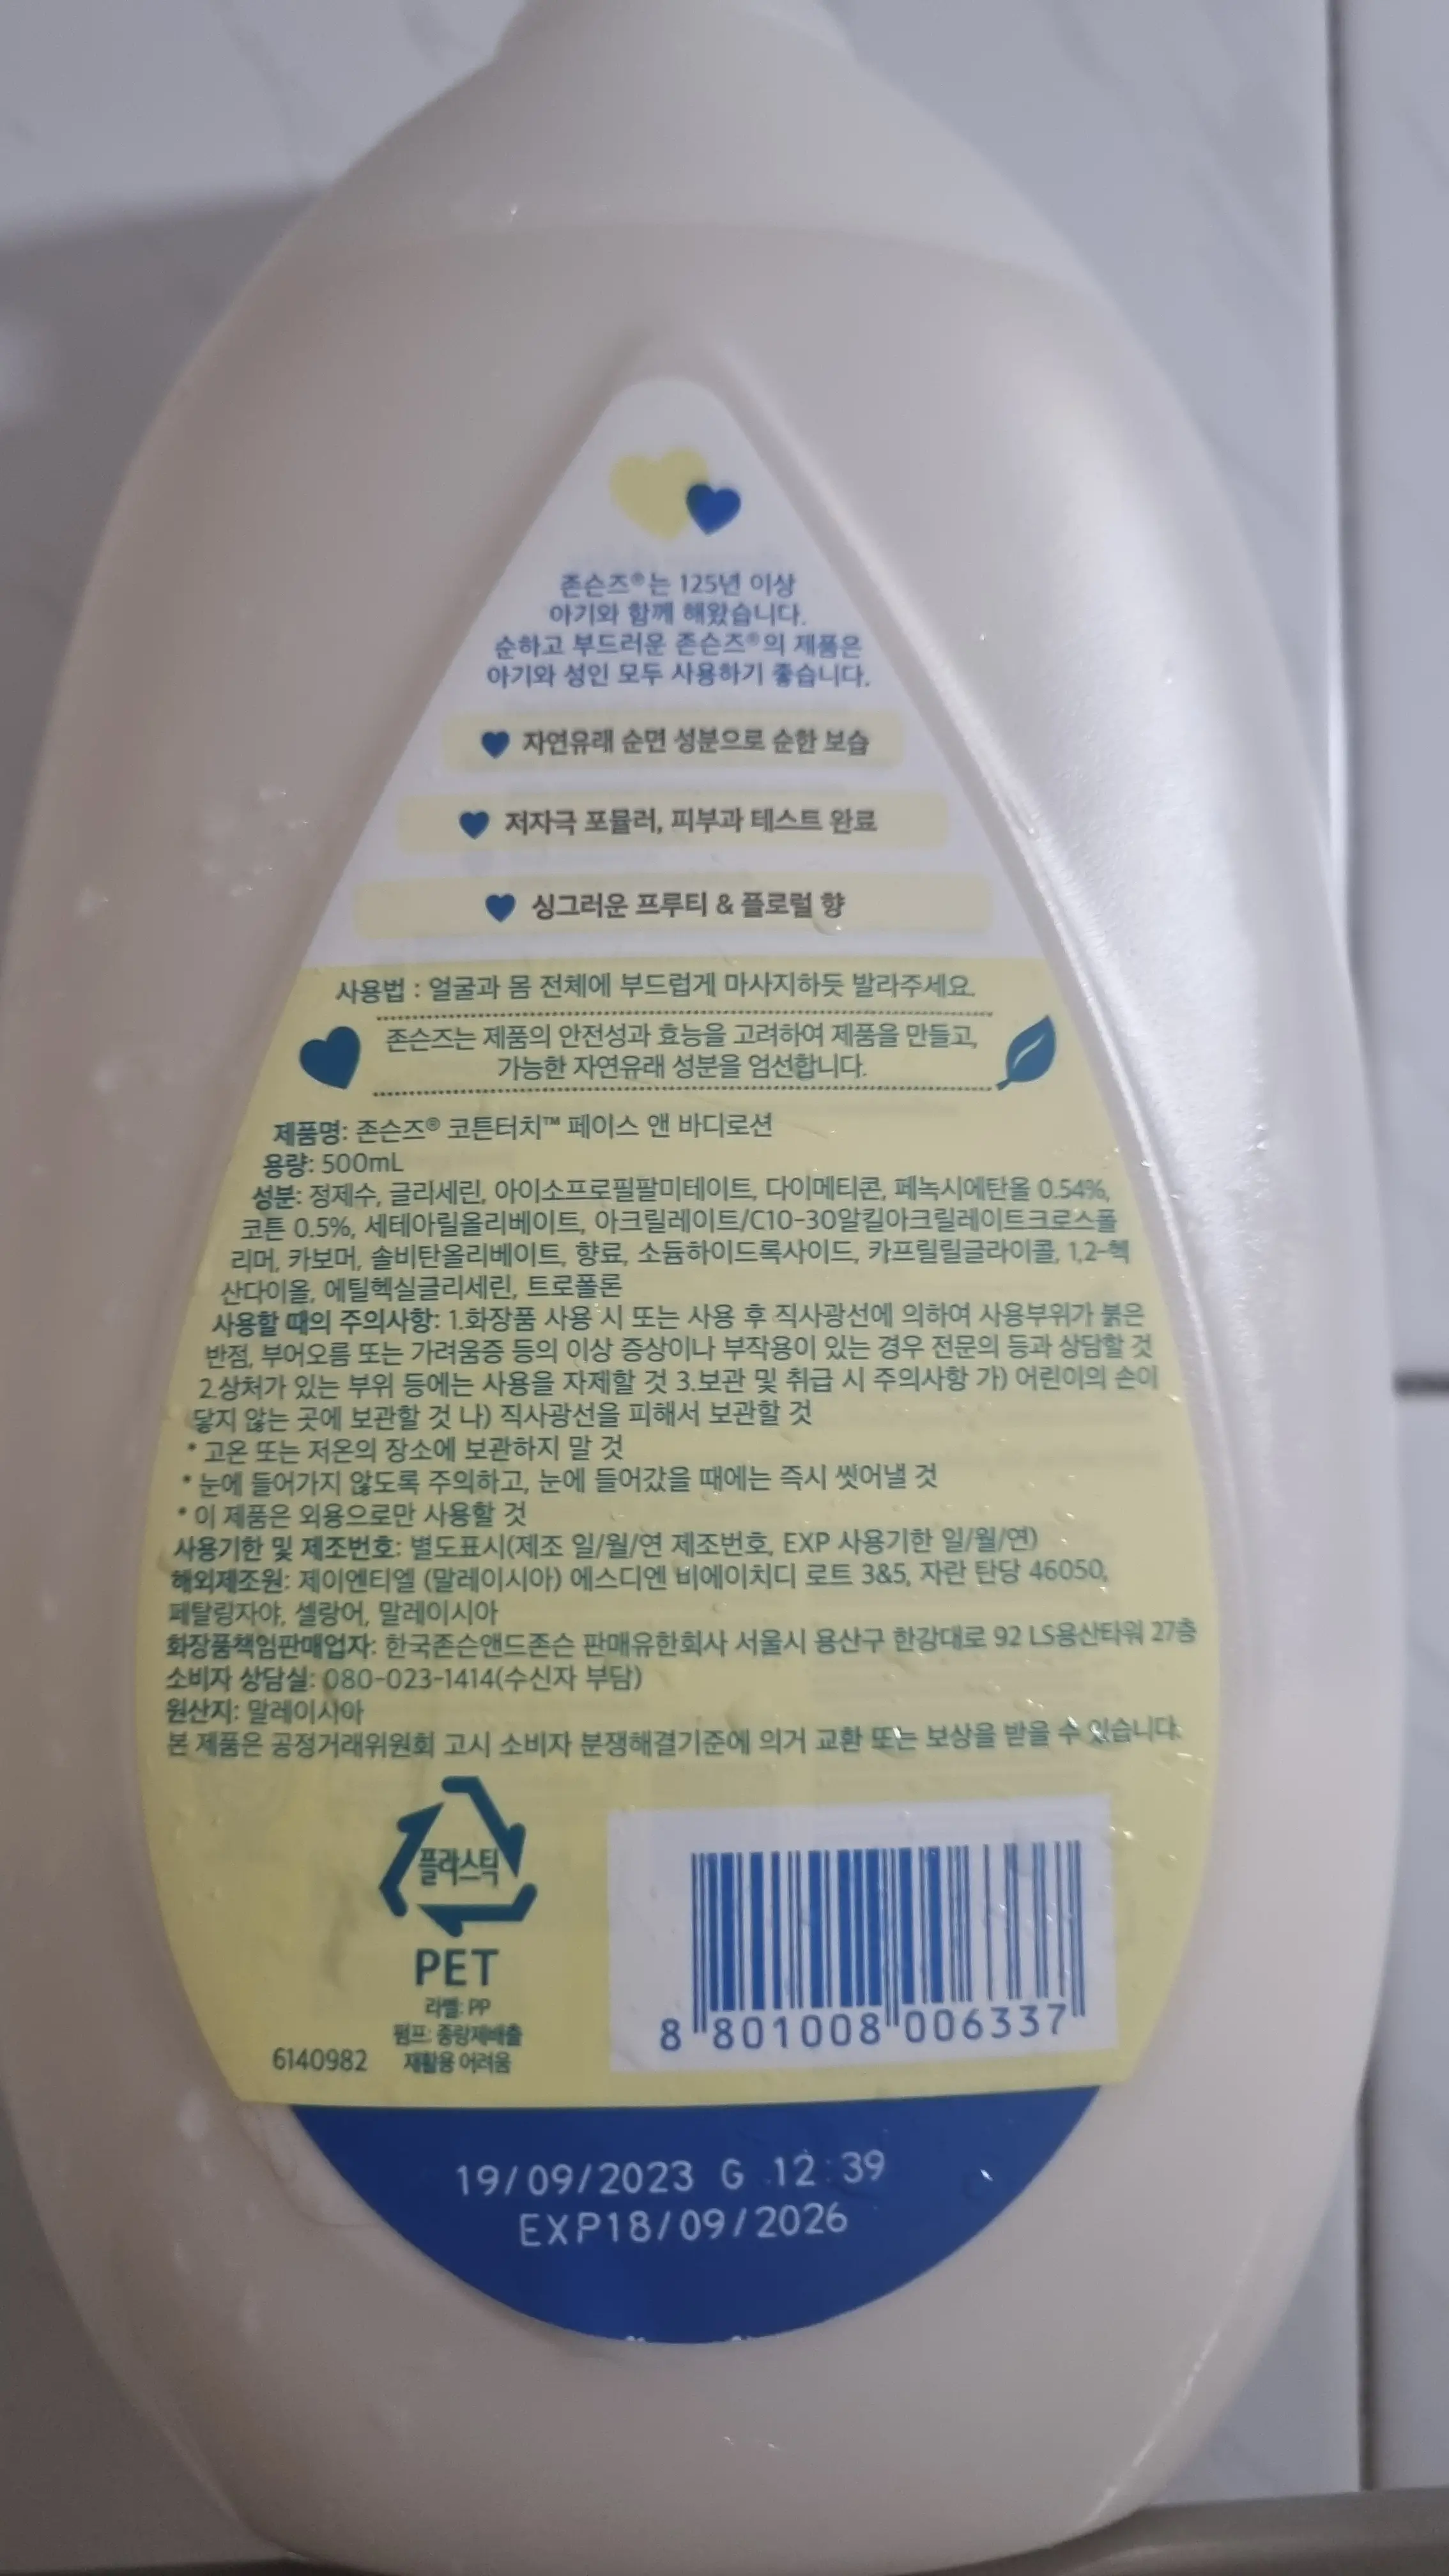 존슨즈®는 125년 이상
아기와 함께 해왔습니다.
순하고 부드러운 존슨즈®의 제품은
아기와 성인 모두 사용하기 좋습니다.
자연유래 순면 성분으로 순한 보습
저자극 포뮬러, 피부과 테스트 완료
싱그러운 프루티 & 플로럴 향
사용법 : 얼굴과 몸 전체에 부드럽게 마사지하듯 발라주세요.
존슨즈는 제품의 안전성과 효능을 고려하여 제품을 만들고,
가능한 자연유래 성분을 엄선합니다.
제품명: 존슨즈® 코튼터치™ 페이스 앤 바디로션
용량: 500mL
성분: 정제수, 글리세린, 아이소프로필팔미테이트, 다이메티콘, 페녹시에탄올 0.54%,
코튼 0.5%, 세테아릴올리베이트, 아크릴레이트/C10-30알킬아크릴레이트크로스폴
리머, 카보머, 솔비탄올리베이트, 향료, 소듐하이드록사이드, 카프릴릴글라이콜, 1,2-헥
산다이올, 에틸헥실글리세린, 트로폴론
사용할 때의 주의사항: 1.화장품 사용 시 또는 사용 후 직사광선에 의하여 사용부위가 붉은
반점, 부어오름 또는 가려움증 등의 이상 증상이나 부작용이 있는 경우 전문의 등과 상담할 것
2.상처가 있는 부위 등에는 사용을 자제할 것 3.보관 및 취급 시 주의사항 가) 어린이의 손이
닿지 않는 곳에 보관할 것 나) 직사광선을 피해서 보관할 것
* 고온 또는 저온의 장소에 보관하지 말 것
* 눈에 들어가지 않도록 주의하고, 눈에 들어갔을 때에는 즉시 씻어낼 것
* 이 제품은 외용으로만 사용할 것
사용기한 및 제조번호: 별도표시(제조 일/월/연 제조번호, EXP 사용기한 일/월/연)
해외제조원: 제이엔티엘 (말레이시아) 에스디엔 비에이치디 로트 3&5, 자란 탄당 46050,
페탈링자야, 셀랑어, 말레이시아
화장품책임판매업자: 한국존슨앤드존슨 판매유한회사 서울시 용산구 한강대로 92 LS용산타워 27층
소비자 상담실: 080-023-1414(수신자 부담)
원산지: 말레이시아
본 제품은 공정거래위원회 고시 소비자 분쟁해결기준에 의거 교환 또는 보상을 받을 수 있습니다.
플라스틱
PET
라벨: PP
펌프: 종량제배출
재활용 어려움
6140982
8 801008 006337
19/09/2023 G 12:39
EXP18/09/2026